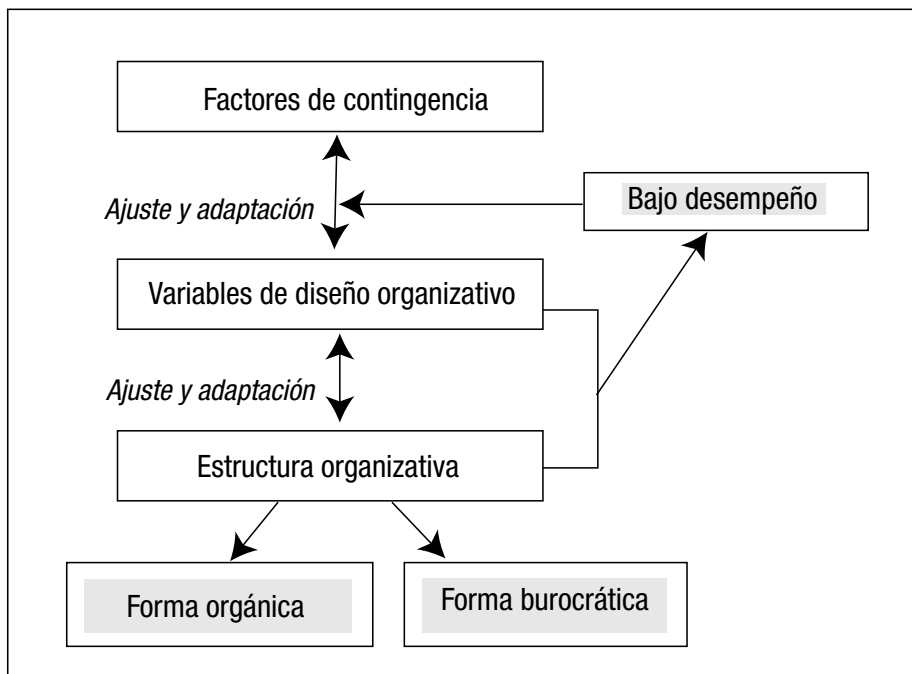 Factores de contingencia
Ajuste y adaptación
Bajo desempeño
Variables de diseño organizativo
Ajuste y adaptación
Estructura organizativa
Forma orgánica
Forma burocrática